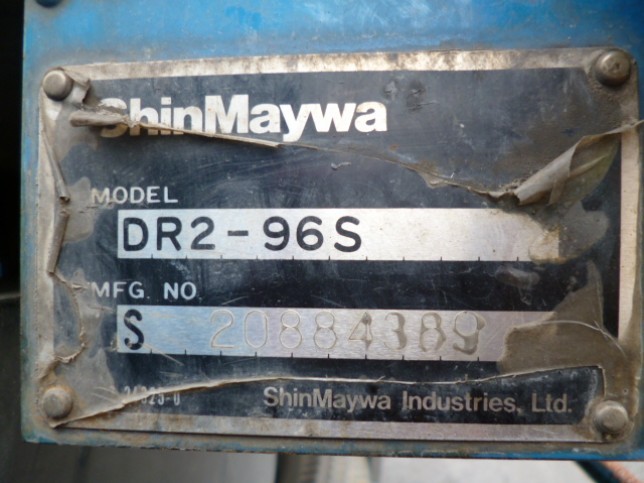 ShinMaywa
MODEL
DR2-96S
MFG. NO
S 20884389
ShinMaywa Industries, Ltd.